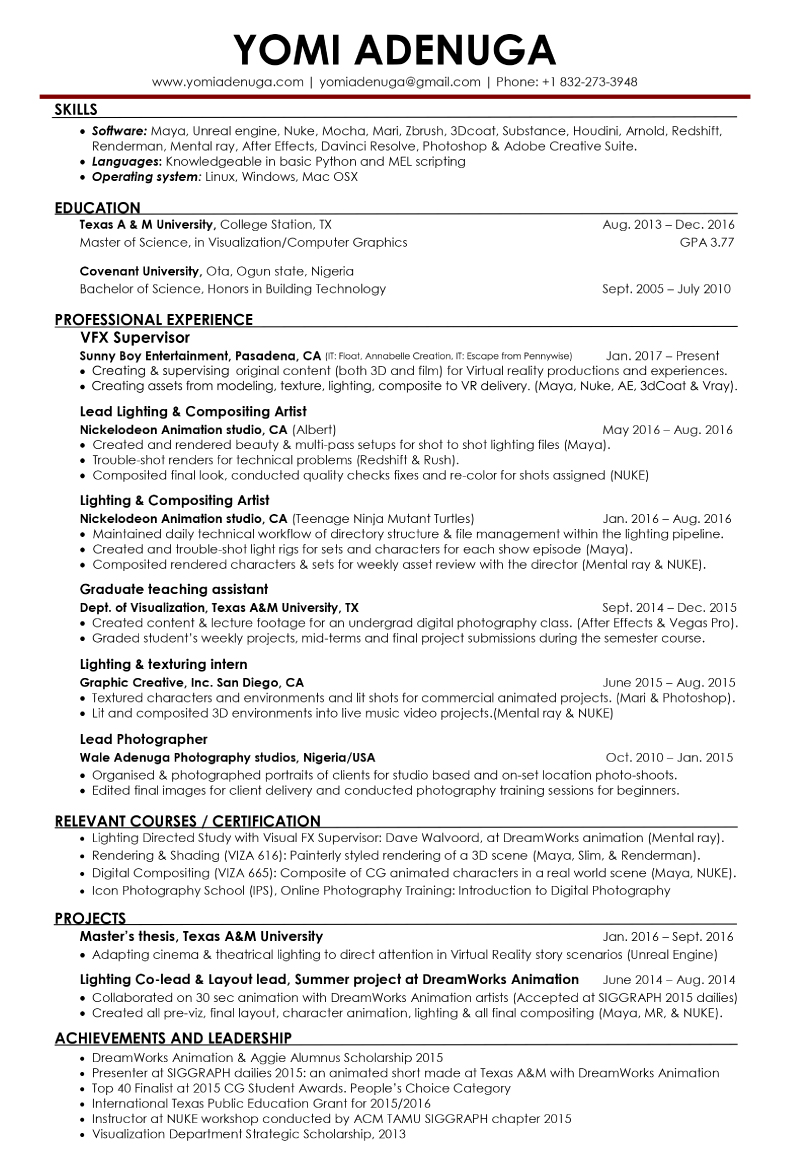 YOMI ADENUGA
www.yomiadenuga.com | yomiadenuga@gmail.com | Phone: +1 832-273-3948
SKILLS
• Software: Maya, Unreal engine, Nuke, Mocha, Mari, Zbrush, 3Dcoat, Substance, Houdini, Arnold, Redshift,
Renderman, Mental ray, After Effects, Davinci Resolve, Photoshop & Adobe Creative Suite.
• Languages: Knowledgeable in basic Python and MEL scripting
• Operating system: Linux, Windows, Mac OSX
EDUCATION
Texas A & M University, College Station, TX Aug. 2013 – Dec. 2016
Master of Science, in Visualization/Computer Graphics GPA 3.77
Covenant University, Ota, Ogun state, Nigeria
Bachelor of Science, Honors in Building Technology Sept. 2005 – July 2010
PROFESSIONAL EXPERIENCE
VFX Supervisor
Sunny Boy Entertainment, Pasadena, CA (IT: Float, Annabelle Creation, IT: Escape from Pennywise) Jan. 2017 – Present
• Creating & supervising original content (both 3D and film) for Virtual reality productions and experiences.
• Creating assets from modeling, texture, lighting, composite to VR delivery. (Maya, Nuke, AE, 3dCoat & Vray).
Lead Lighting & Compositing Artist
Nickelodeon Animation studio, CA (Albert) May 2016 – Aug. 2016
• Created and rendered beauty & multi-pass setups for shot to shot lighting files (Maya).
• Trouble-shot renders for technical problems (Redshift & Rush).
• Composited final look, conducted quality checks fixes and re-color for shots assigned (NUKE)
Lighting & Compositing Artist
Nickelodeon Animation studio, CA (Teenage Ninja Mutant Turtles) Jan. 2016 – Aug. 2016
• Maintained daily technical workflow of directory structure & file management within the lighting pipeline.
• Created and trouble-shot light rigs for sets and characters for each show episode (Maya).
• Composited rendered characters & sets for weekly asset review with the director (Mental ray & NUKE).
Graduate teaching assistant
Dept. of Visualization, Texas A&M University, TX Sept. 2014 – Dec. 2015
• Created content & lecture footage for an undergrad digital photography class. (After Effects & Vegas Pro).
• Graded student’s weekly projects, mid-terms and final project submissions during the semester course.
Lighting & texturing intern
Graphic Creative, Inc. San Diego, CA June 2015 – Aug. 2015
• Textured characters and environments and lit shots for commercial animated projects. (Mari & Photoshop).
• Lit and composited 3D environments into live music video projects.(Mental ray & NUKE)
Lead Photographer
Wale Adenuga Photography studios, Nigeria/USA Oct. 2010 – Jan. 2015
• Organised & photographed portraits of clients for studio based and on-set location photo-shoots.
• Edited final images for client delivery and conducted photography training sessions for beginners.
RELEVANT COURSES / CERTIFICATION
• Lighting Directed Study with Visual FX Supervisor: Dave Walvoord, at DreamWorks animation (Mental ray).
• Rendering & Shading (VIZA 616): Painterly styled rendering of a 3D scene (Maya, Slim, & Renderman).
• Digital Compositing (VIZA 665): Composite of CG animated characters in a real world scene (Maya, NUKE).
• Icon Photography School (IPS), Online Photography Training: Introduction to Digital Photography
PROJECTS
Master’s thesis, Texas A&M University Jan. 2016 – Sept. 2016
• Adapting cinema & theatrical lighting to direct attention in Virtual Reality story scenarios (Unreal Engine)
Lighting Co-lead & Layout lead, Summer project at DreamWorks Animation June 2014 – Aug. 2014
• Collaborated on 30 sec animation with DreamWorks Animation artists (Accepted at SIGGRAPH 2015 dailies)
• Created all pre-viz, final layout, character animation, lighting & all final compositing (Maya, MR, & NUKE).
ACHIEVEMENTS AND LEADERSHIP
• DreamWorks Animation & Aggie Alumnus Scholarship 2015
• Presenter at SIGGRAPH dailies 2015: an animated short made at Texas A&M with DreamWorks Animation
• Top 40 Finalist at 2015 CG Student Awards. People’s Choice Category
• International Texas Public Education Grant for 2015/2016
• Instructor at NUKE workshop conducted by ACM TAMU SIGGRAPH chapter 2015
• Visualization Department Strategic Scholarship, 2013